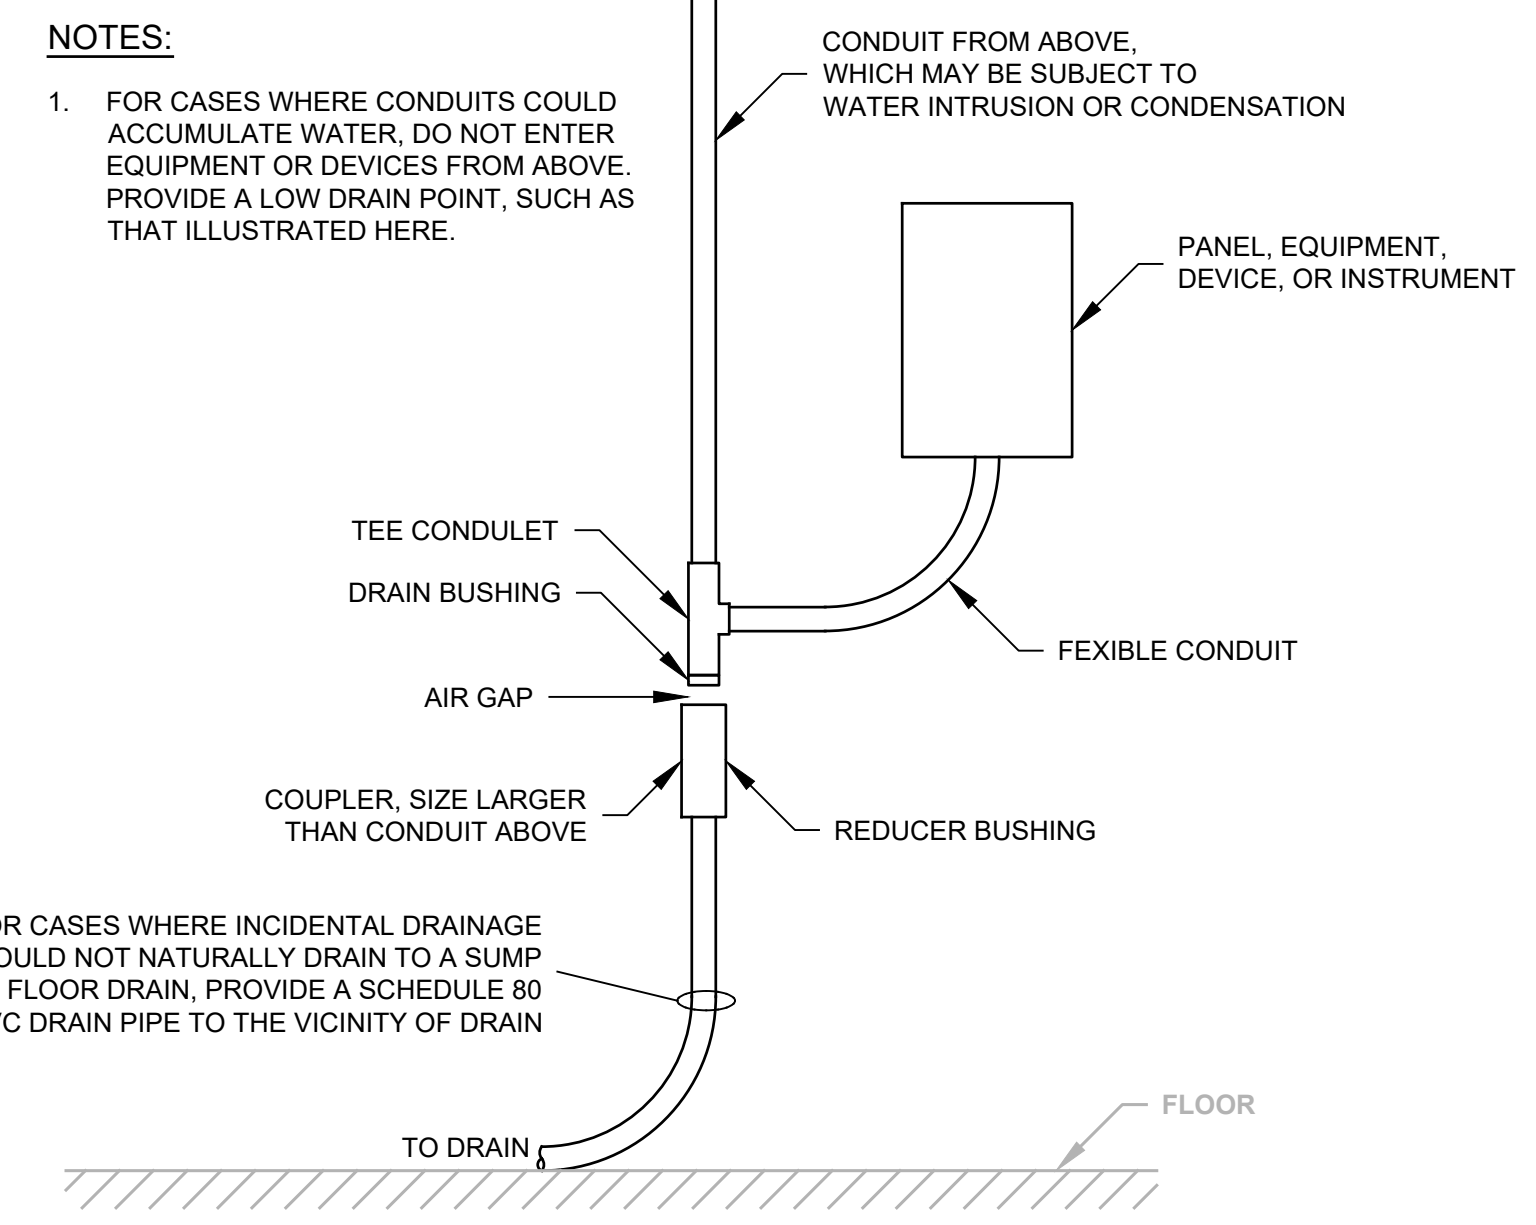 NOTES:
1. FOR CASES WHERE CONDUITS COULD
ACCUMULATE WATER, DO NOT ENTER
EQUIPMENT OR DEVICES FROM ABOVE.
PROVIDE A LOW DRAIN POINT, SUCH AS
THAT ILLUSTRATED HERE.
CONDUIT FROM ABOVE,
WHICH MAY BE SUBJECT TO
WATER INTRUSION OR CONDENSATION
PANEL, EQUIPMENT,
DEVICE, OR INSTRUMENT
TEE CONDULET
DRAIN BUSHING
FEXIBLE CONDUIT
AIR GAP
COUPLER, SIZE LARGER
THAN CONDUIT ABOVE
REDUCER BUSHING
CASES WHERE INCIDENTAL DRAINAGE
NOT NATURALLY DRAIN TO A SUMP
FLOOR DRAIN, PROVIDE A SCHEDULE 80
DRAIN PIPE TO THE VICINITY OF DRAIN
FLOOR
TO DRAIN